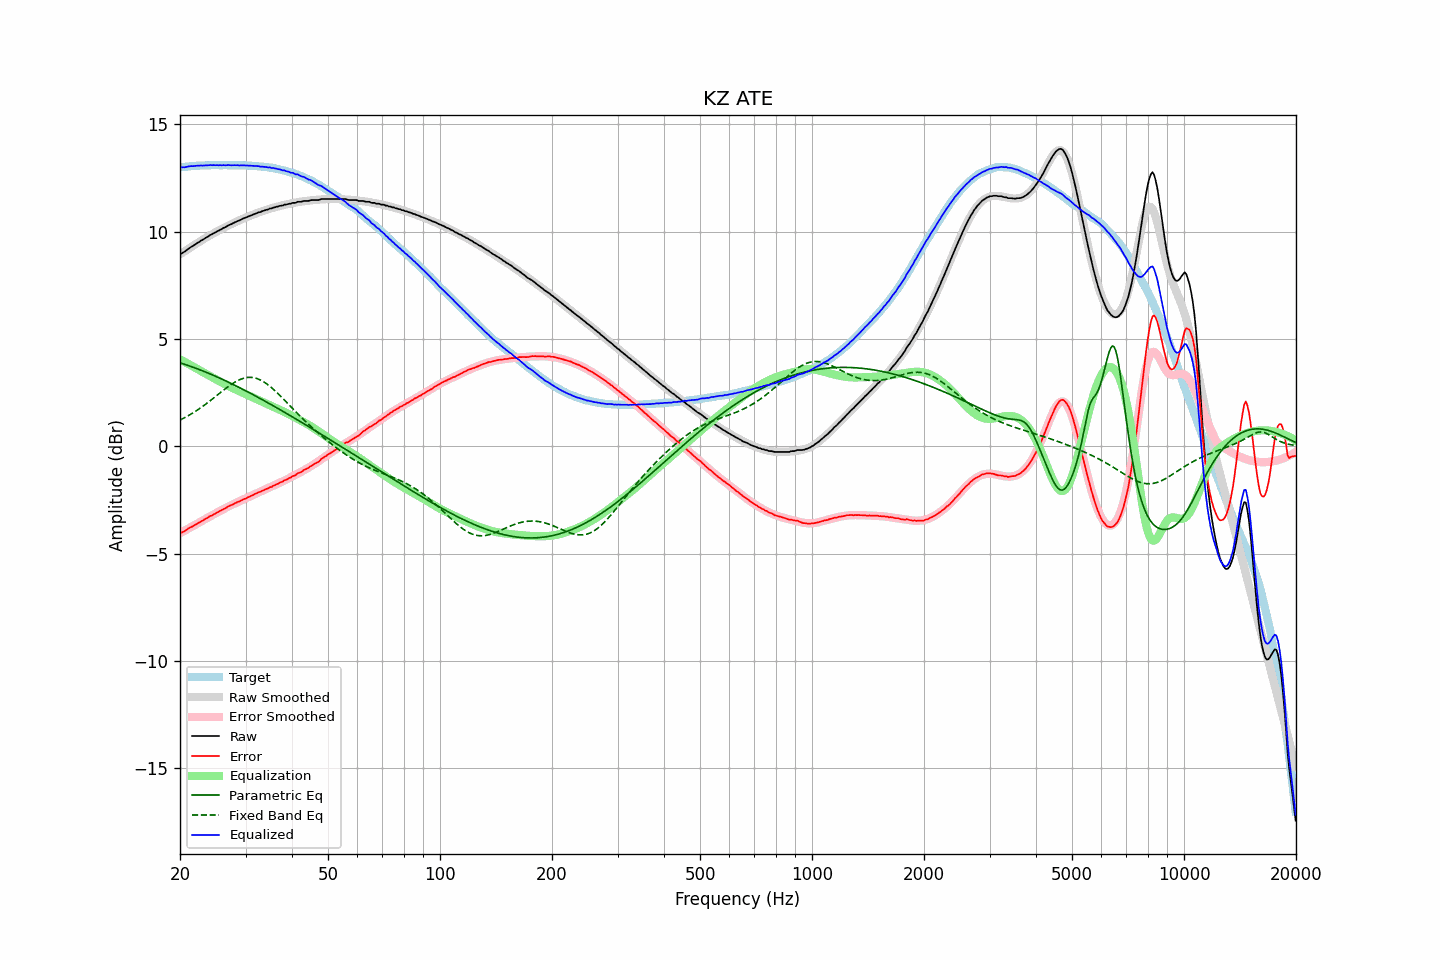 KZ ATE
15
10
5
0
−5
−10
−15
Amplitude (dBr)
Target
Raw Smoothed
Error Smoothed
Raw
Error
Equalization
Parametric Eq
Fixed Band Eq
Equalized
20 50 100 200 500 1000 2000 5000 10000 20000
Frequency (Hz)